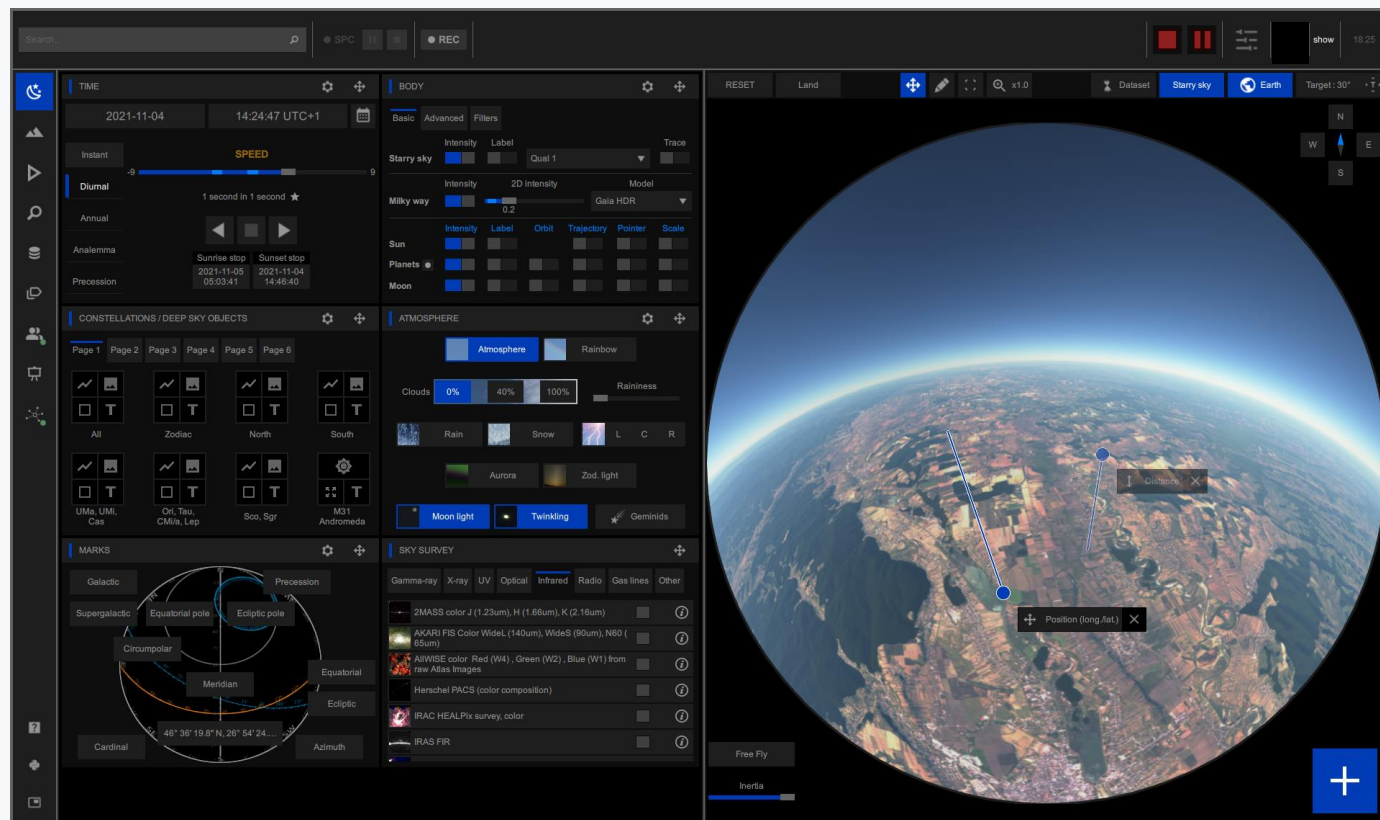 Search...
SPC
REC
show
18:25
TIME
2021-11-04
14:24:47 UTC+1
Instant
Diurnal
Annual
Analemma
Precession
SPEED
-9
9
1 second in 1 second
Sunrise stop
Sunset stop
2021-11-05
05:03:41
2021-11-04
14:46:40
BODY
Basic
Advanced
Filters
Intensity
Label
Trace
Starry sky
Qual 1
Intensity
2D intensity
Model
Milky way
0.2
Gaia HDR
Intensity
Label
Orbit
Trajectory
Pointer
Scale
Sun
Planets
Moon
CONSTELLATIONS / DEEP SKY OBJECTS
Page 1
Page 2
Page 3
Page 4
Page 5
Page 6
T
T
T
T
All
Zodiac
North
South
T
T
T
T
UMa, UMi,
Cas
Ori, Tau,
CMi/a, Lep
Sco, Sgr
M31
Andromeda
ATMOSPHERE
Atmosphere
Rainbow
Clouds
0%
40%
100%
Raininess
Rain
Snow
L
C
R
Aurora
Zod. light
Moon light
Twinkling
Geminids
MARKS
Galactic
Precession
Supergalactic
Equatorial pole
Ecliptic pole
Circumpolar
Equatorial
Meridian
Ecliptic
46° 36' 19.8" N, 26° 54' 24....
Cardinal
Azimuth
SKY SURVEY
Gamma-ray
X-ray
UV
Optical
Infrared
Radio
Gas lines
Other
2MASS color J (1.23um), H (1.66um), K (2.16um)
AKARI FIS Color WideL (140um), WideS (90um), N60 (
65um)
AllWISE color Red (W4) , Green (W2) , Blue (W1) from
raw Atlas Images
Herschel PACS (color composition)
IRAC HEALPix survey, color
IRAS FIR
RESET
Land
x1.0
Dataset
Starry sky
Earth
Target : 30°
N
W
E
S
Distance
Position (long./lat.)
Free Fly
Inertia